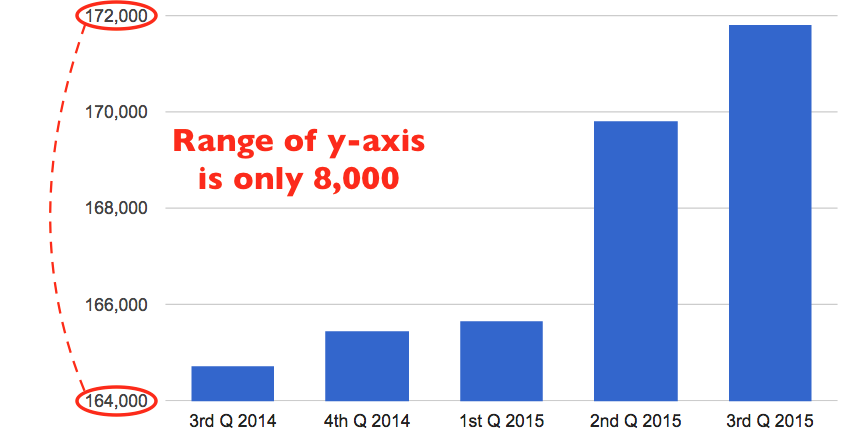 172,000
170,000
Range of y-axis
is only 8,000
168,000
166,000
164,000
3rd Q 2014 4th Q 2014 1st Q 2015 2nd Q 2015 3rd Q 2015